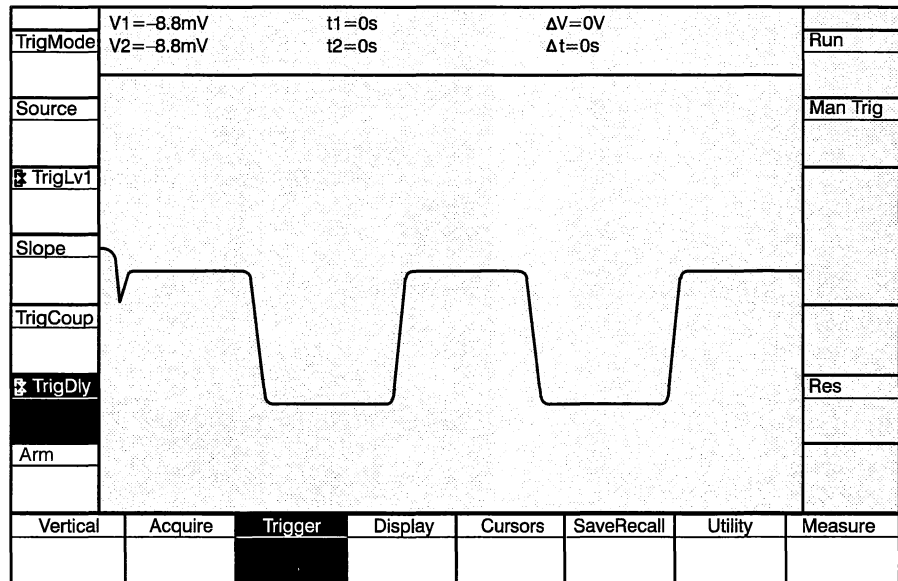 V1=–8.8mV t1=0s ΔV=0V
V2=–8.8mV t2=0s Δt=0s
TrigMode
Source
TrigLv1
Slope
TrigCoup
TrigDly
Arm
Run
Man Trig
Res
Vertical Acquire Trigger Display Cursors SaveRecall Utility Measure